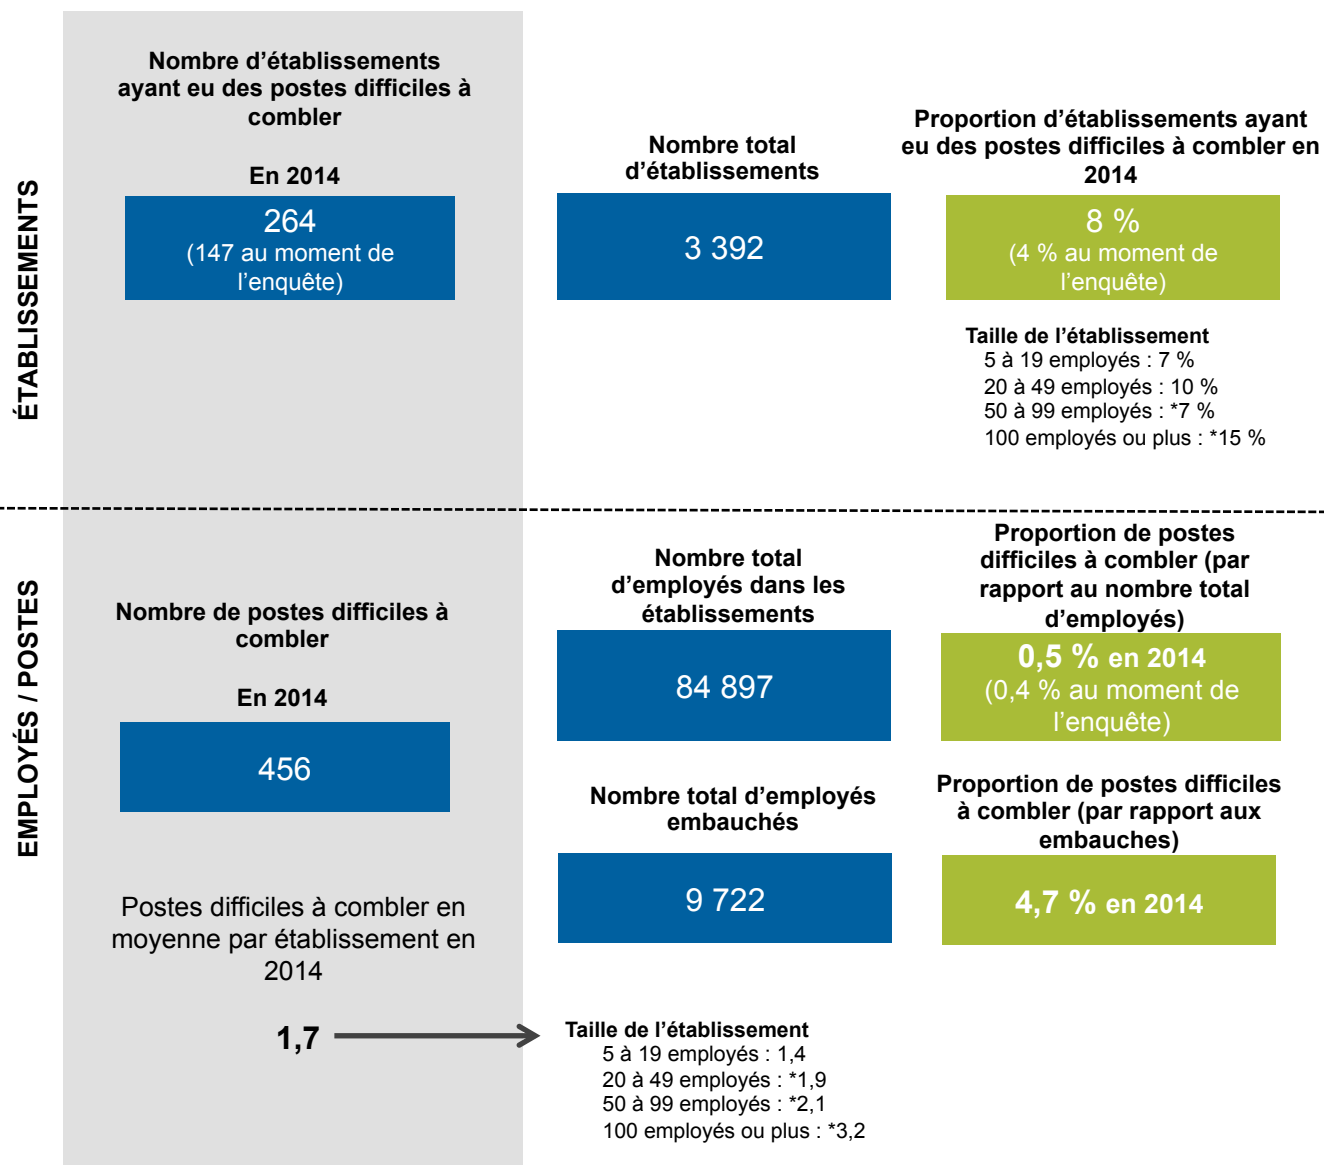 ÉTABLISSEMENTS
Nombre d’établissements
ayant eu des postes difficiles à
combler
En 2014
264
(147 au moment de
l’enquête)
Nombre total
d’établissements
3 392
Proportion d’établissements ayant
eu des postes difficiles à combler en
2014
8 %
(4 % au moment de
l’enquête)
Taille de l’établissement
5 à 19 employés : 7 %
20 à 49 employés : 10 %
50 à 99 employés : *7 %
100 employés ou plus : *15 %
EMPLOYÉS / POSTES
Nombre de postes difficiles à
combler
En 2014
456
Nombre total
d’employés dans les
établissements
84 897
Proportion de postes
difficiles à combler (par
rapport au nombre total
d’employés)
0,5 % en 2014
(0,4 % au moment de
l’enquête)
Nombre total d’employés
embauchés
9 722
Proportion de postes difficiles
à combler (par rapport aux
embauches)
4,7 % en 2014
Postes difficiles à combler en
moyenne par établissement en
2014
1,7
Taille de l’établissement
5 à 19 employés : 1,4
20 à 49 employés : *1,9
50 à 99 employés : *2,1
100 employés ou plus : *3,2